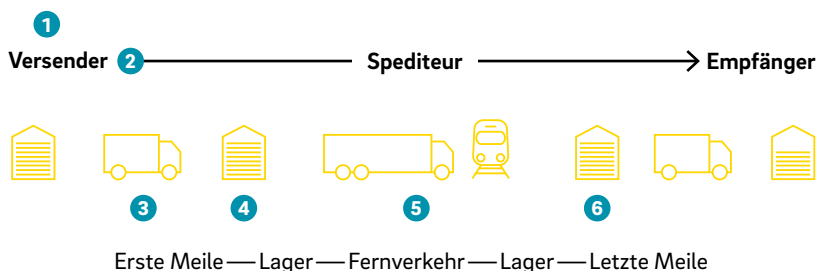 1
Versender 2 Spediteur Empfänger
3 4 5 6
Erste Meile — Lager — Fernverkehr — Lager — Letzte Meile